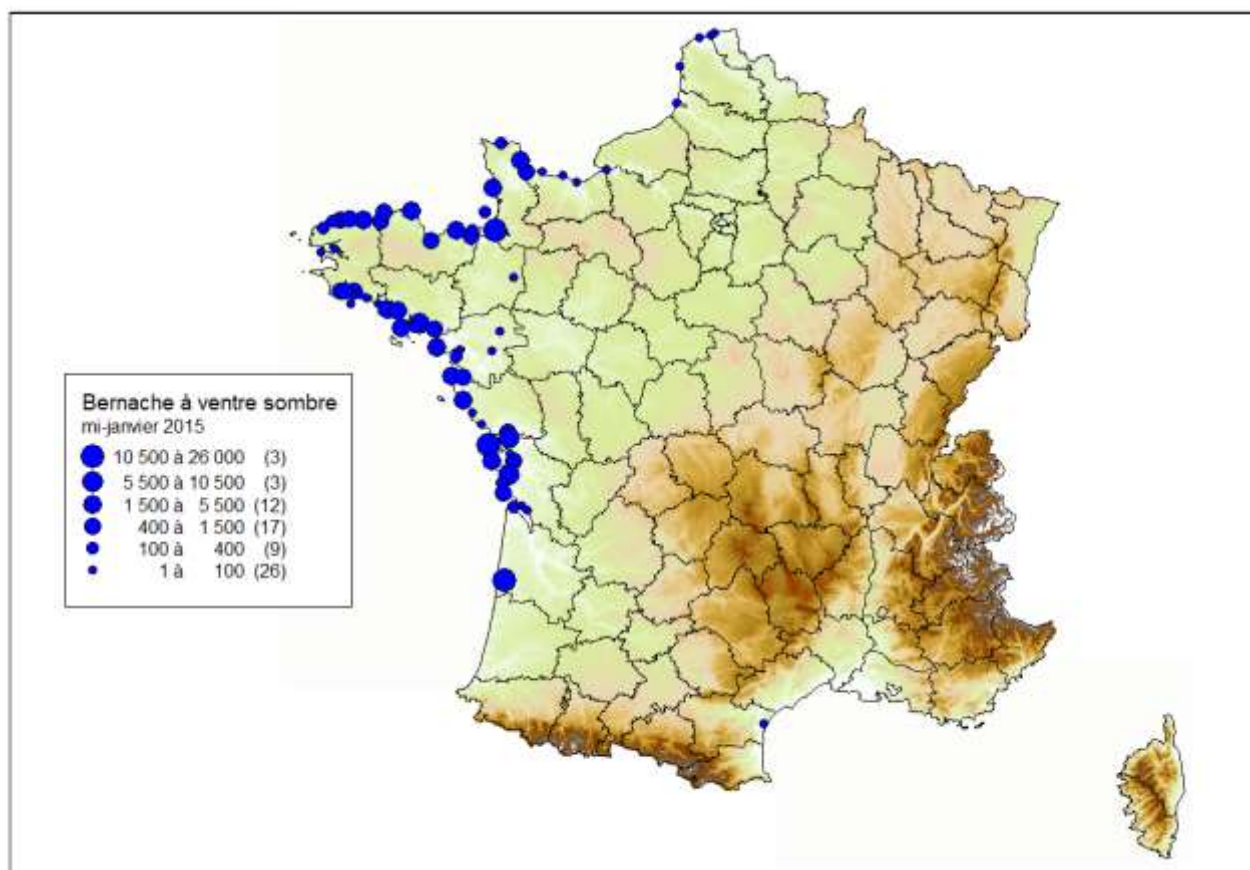 Bernache à ventre sombre
mi-janvier 2015
10 500 à 26 000 (3)
5 500 à 10 500 (3)
1 500 à 5 500 (12)
400 à 1 500 (17)
100 à 400 (9)
1 à 100 (26)